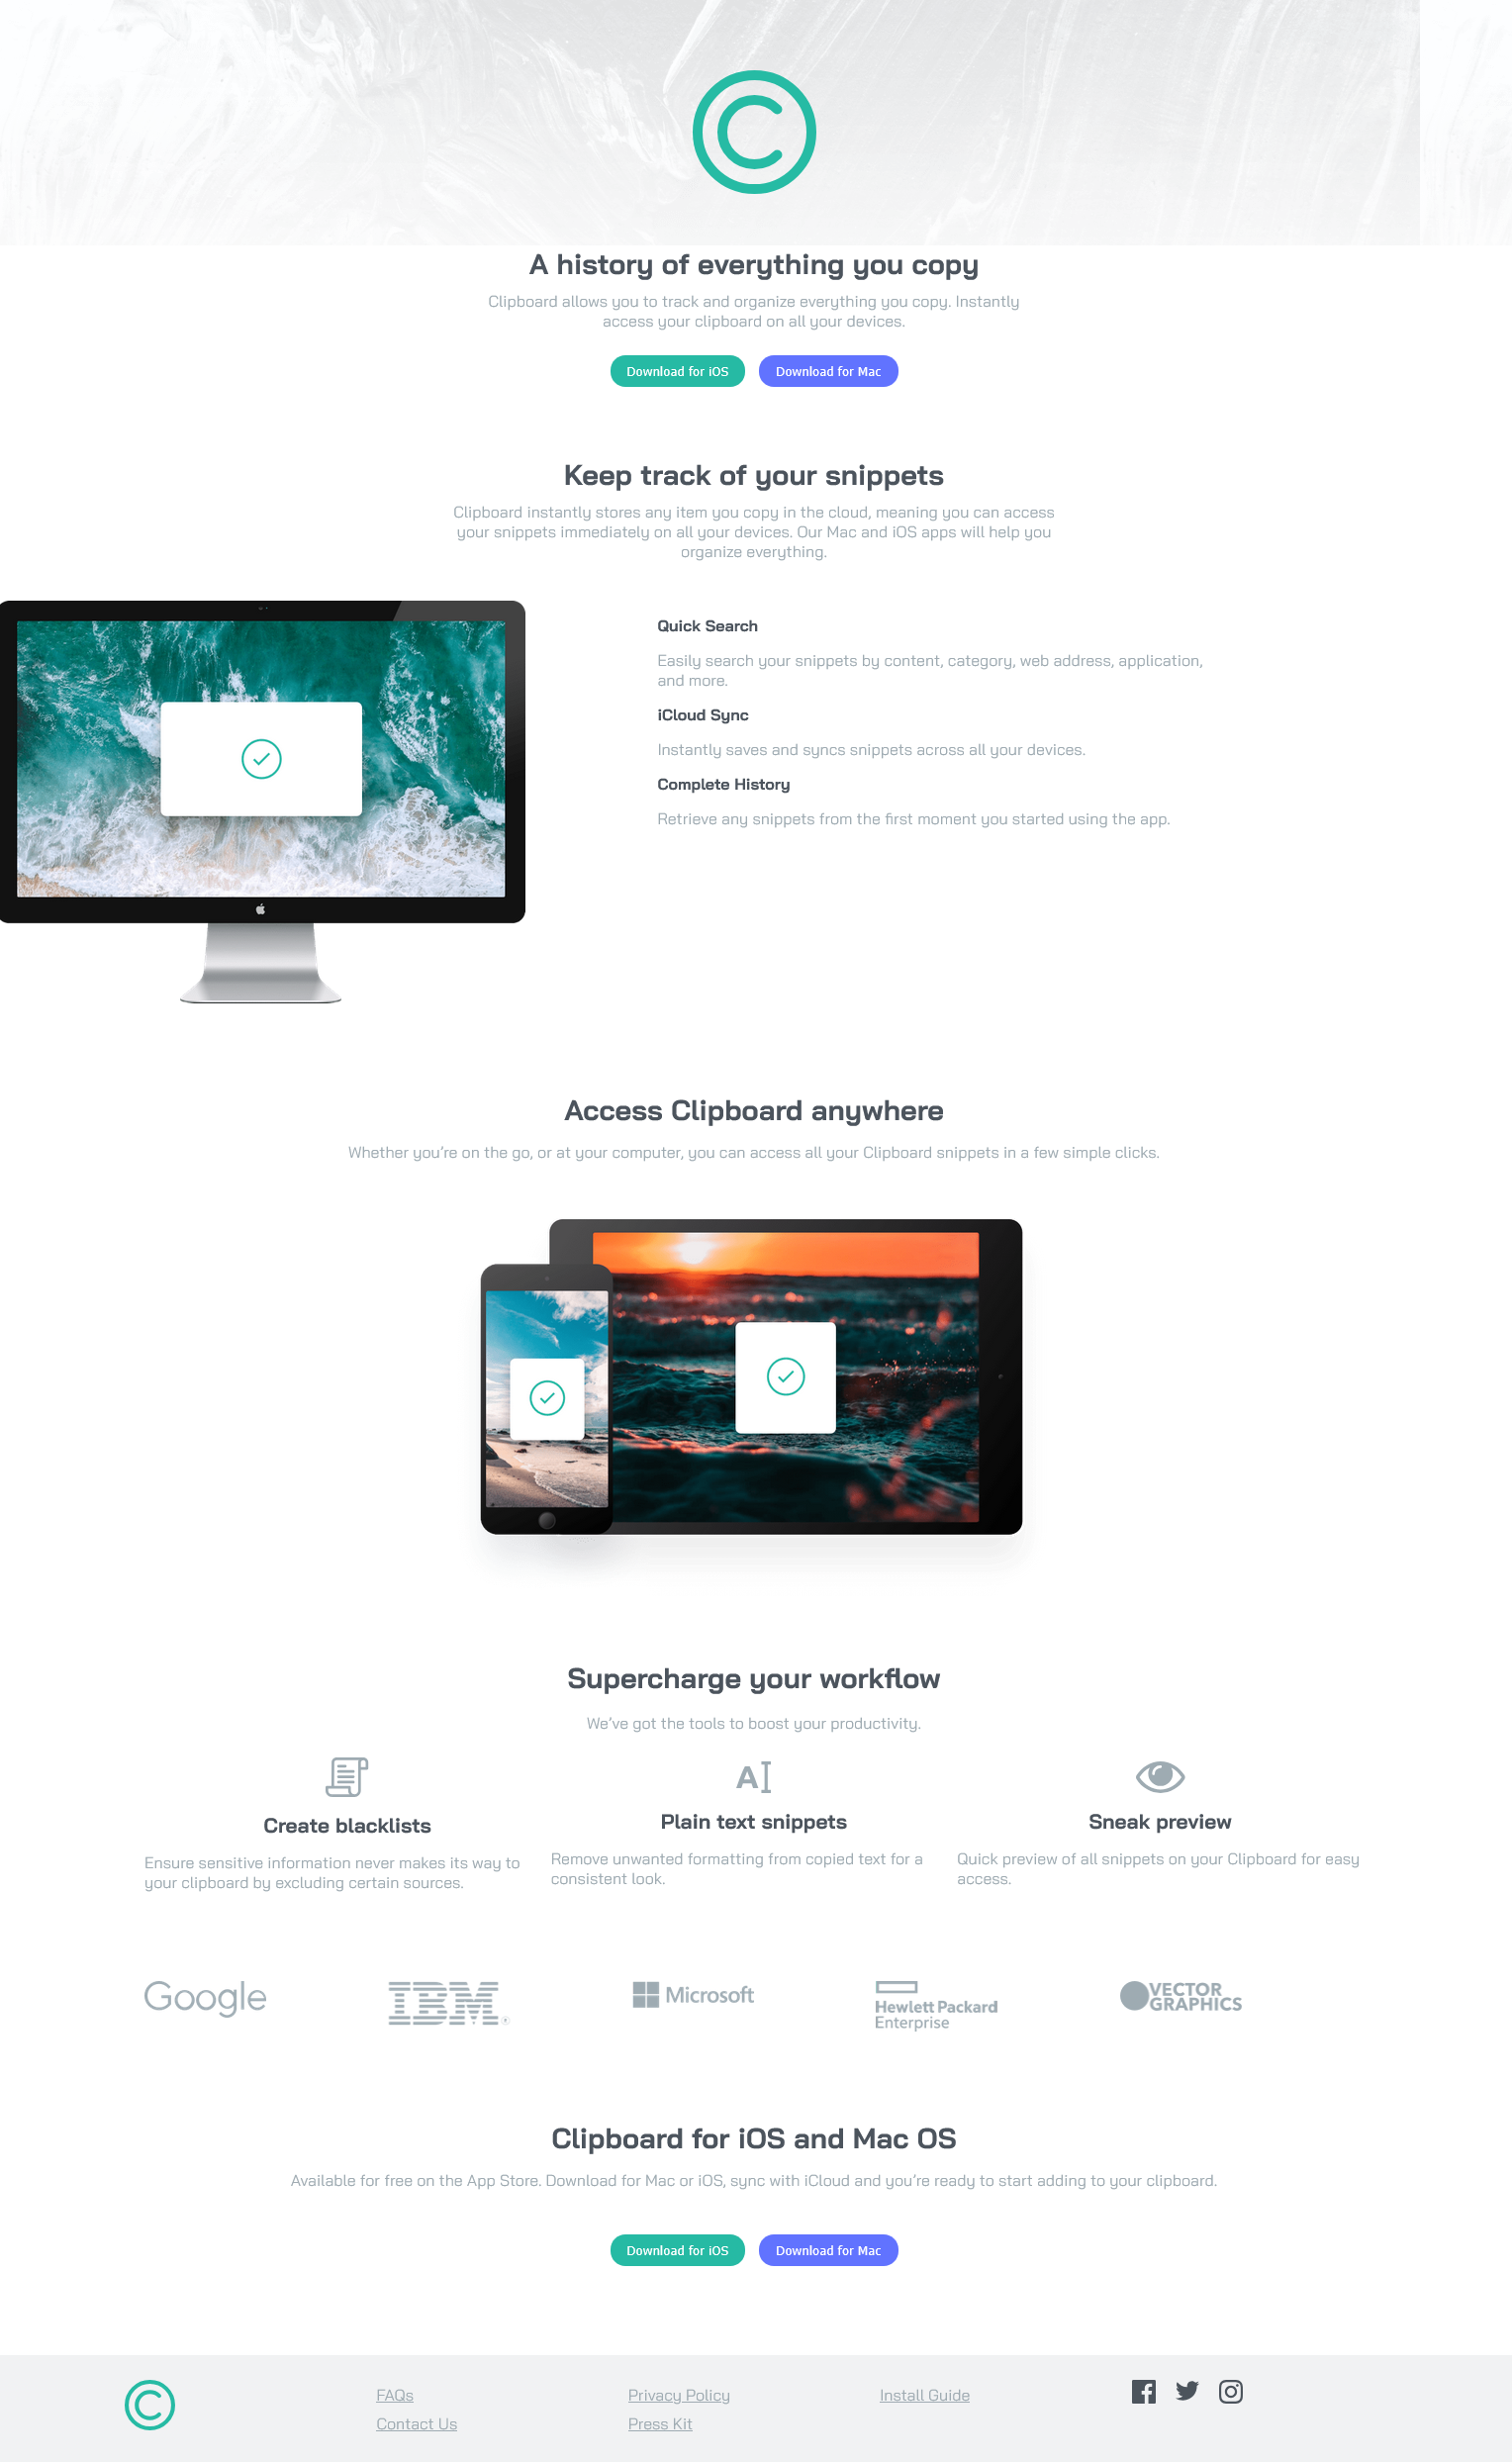 A history of everything you copy
Clipboard allows you to track and organize everything you copy. Instantly
access your clipboard on all your devices.
Download for iOS
Download for Mac
Keep track of your snippets
Clipboard instantly stores any item you copy in the cloud, meaning you can access
your snippets immediately on all your devices. Our Mac and iOS apps will help you
organize everything.
Quick Search
Easily search your snippets by content, category, web address, application,
and more.
iCloud Sync
Instantly saves and syncs snippets across all your devices.
Complete History
Retrieve any snippets from the first moment you started using the app.
Access Clipboard anywhere
Whether you’re on the go, or at your computer, you can access all your Clipboard snippets in a few simple clicks.
Supercharge your workflow
We’ve got the tools to boost your productivity.
Create blacklists
Ensure sensitive information never makes its way to
your clipboard by excluding certain sources.
Plain text snippets
Remove unwanted formatting from copied text for a
consistent look.
Sneak preview
Quick preview of all snippets on your Clipboard for easy
access.
Google
IBM
Microsoft
Hewlett Packard
Enterprise
VECTOR
GRAPHICS
Clipboard for iOS and Mac OS
Available for free on the App Store. Download for Mac or iOS, sync with iCloud and you’re ready to start adding to your clipboard.
Download for iOS
Download for Mac
FAQs
Contact Us
Privacy Policy
Press Kit
Install Guide